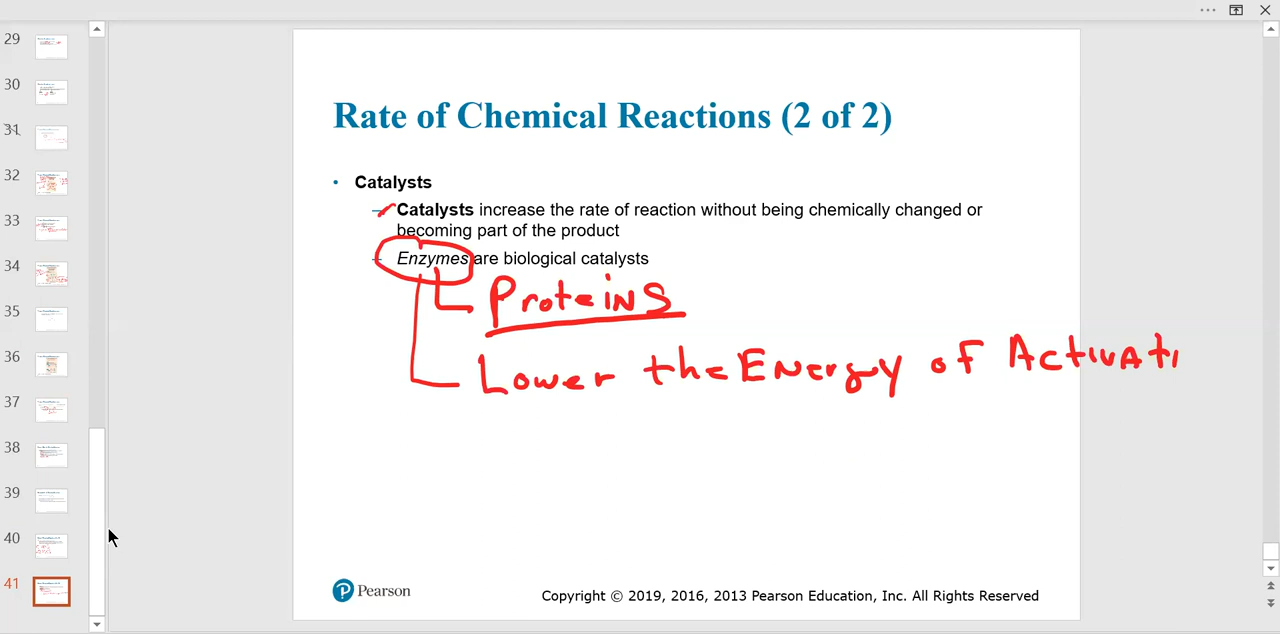 29
30
31
32
33
34
35
36
37
38
39
40
41
Rate of Chemical Reactions (2 of 2)
• Catalysts
– Catalysts increase the rate of reaction without being chemically changed or
becoming part of the product
– Enzymes are biological catalysts
Proteins
Lower the Energy of Activati
Pearson
Copyright © 2019, 2016, 2013 Pearson Education, Inc. All Rights Reserved